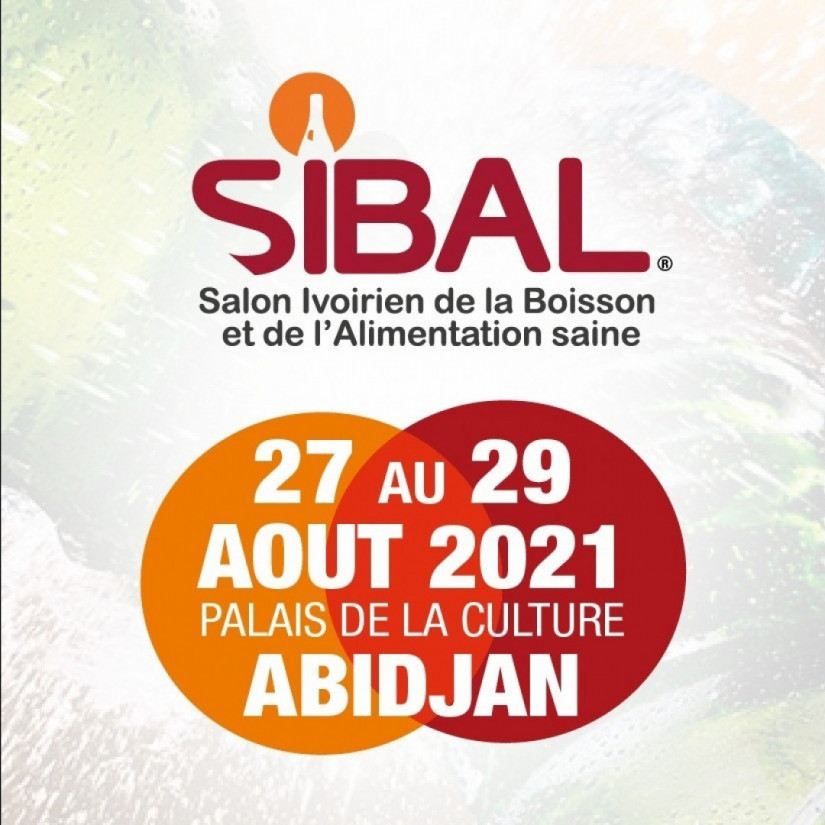 SIBAL®
Salon Ivoirien de la Boisson
et de l'Alimentation saine
27 AU 29
AOUT 2021
PALAIS DE LA CULTURE
ABIDJAN